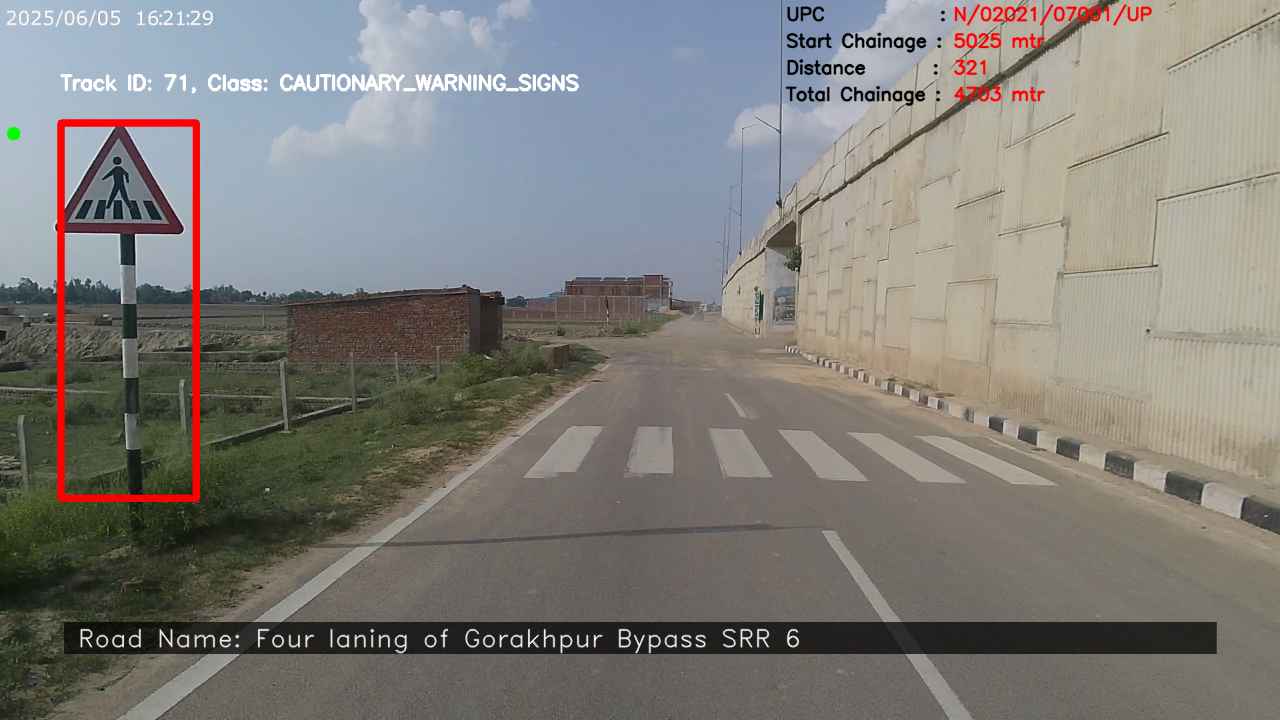 2025/06/05 16:21:29
UPC : N/02021/07001/UP
Start Chainage : 5025 mtr
Distance : 321
Total Chainage : 4703 mtr
Track ID: 71, Class: CAUTIONARY_WARNING_SIGNS
Road Name: Four laning of Gorakhpur Bypass SRR 6